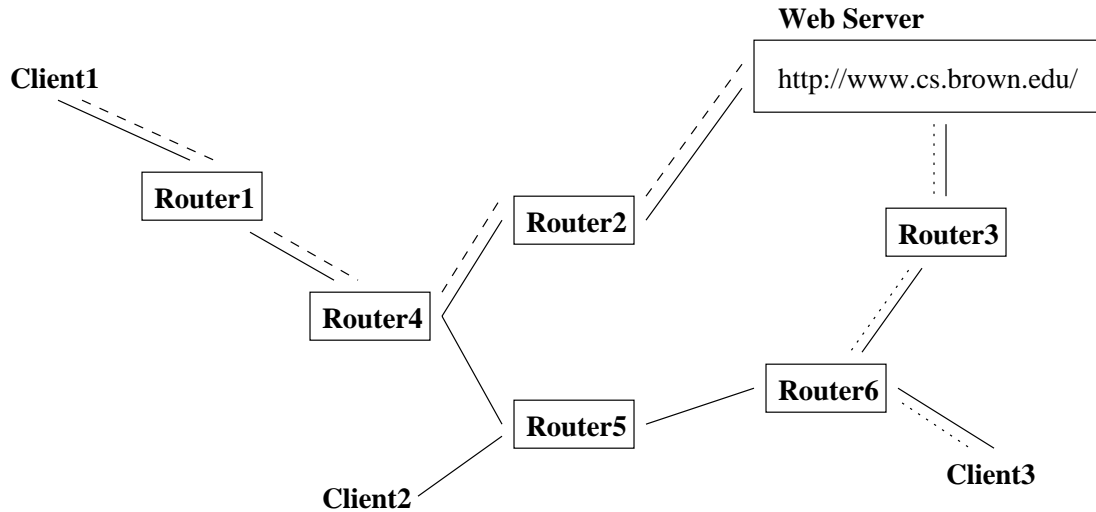 Web Server
http://www.cs.brown.edu/
Client1
Router1
Router2
Router3
Router4
Router6
Router5
Client3
Client2